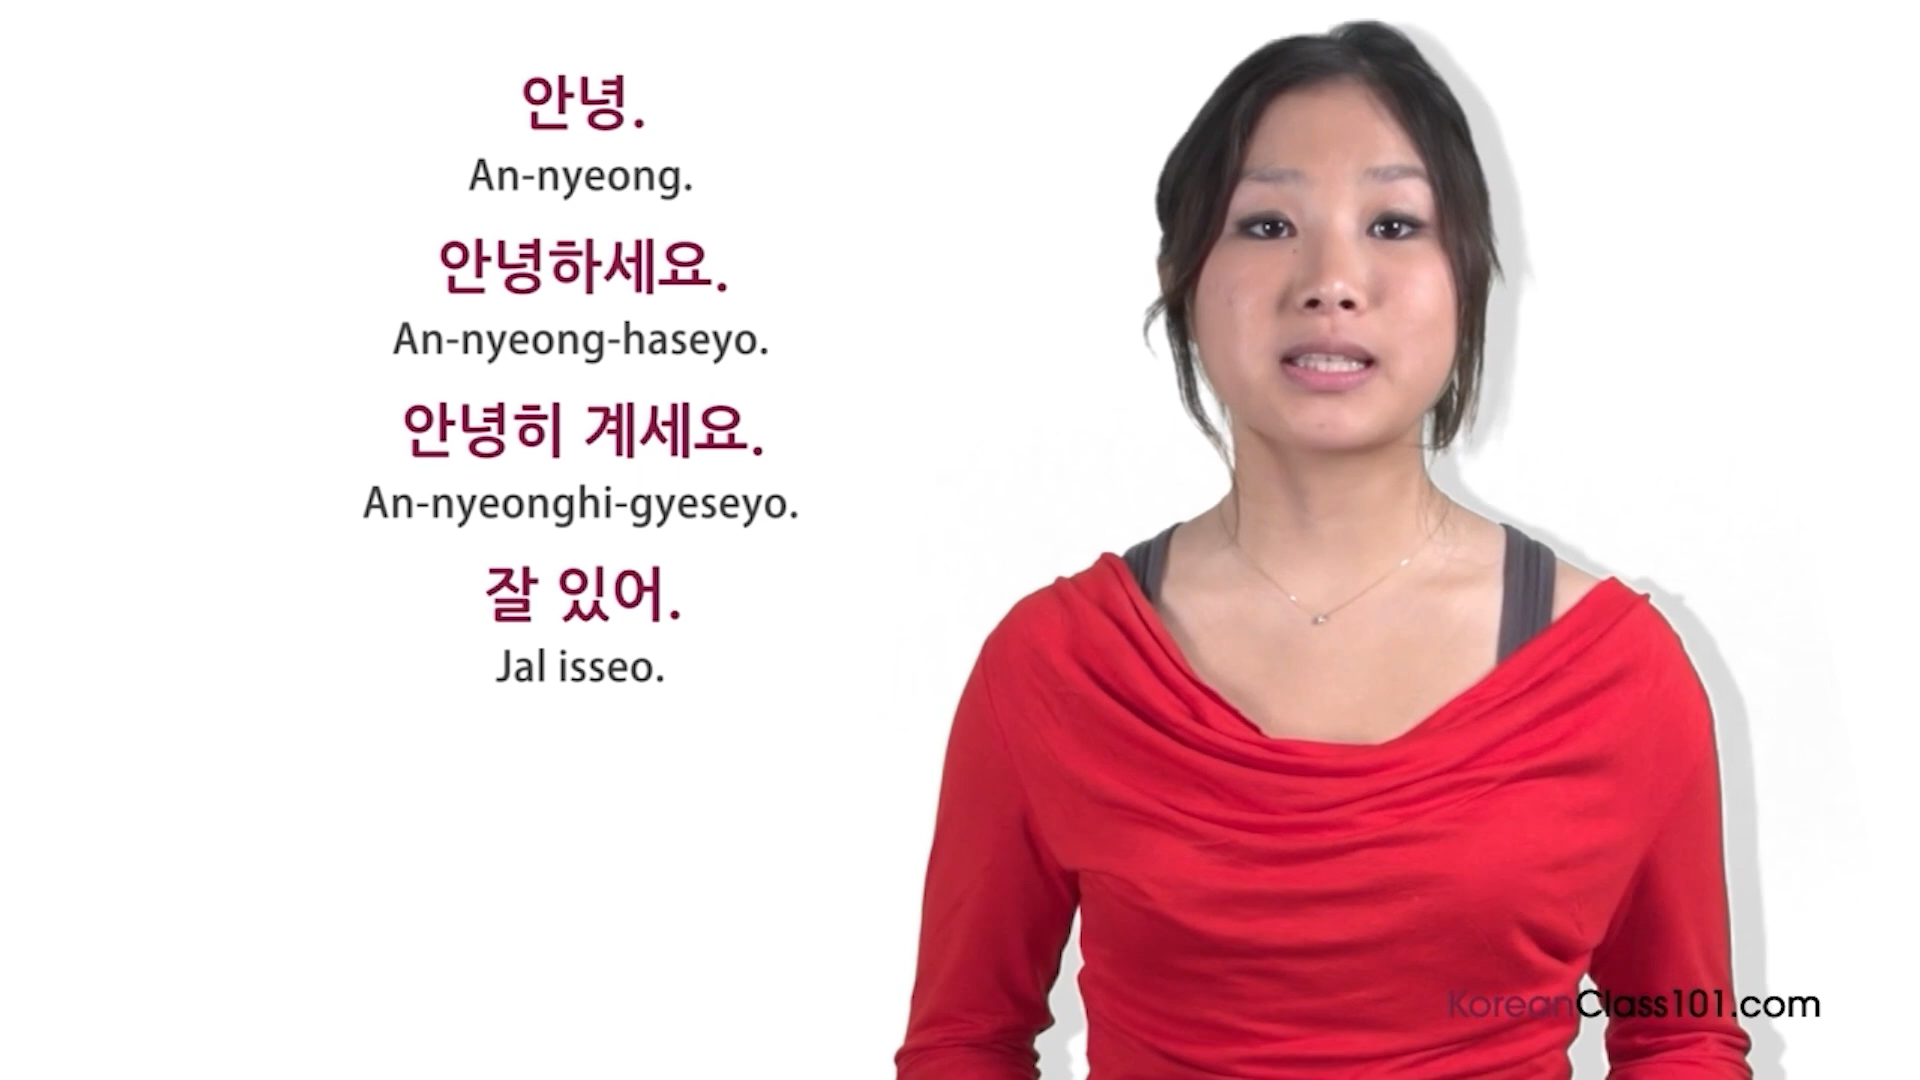 안녕.
An-nyeong.
안녕하세요.
An-nyeong-haseyo.
안녕히 계세요.
An-nyeonghi-gyeseyo.
잘 있어.
Jal isseo.
KoreanClass101.com